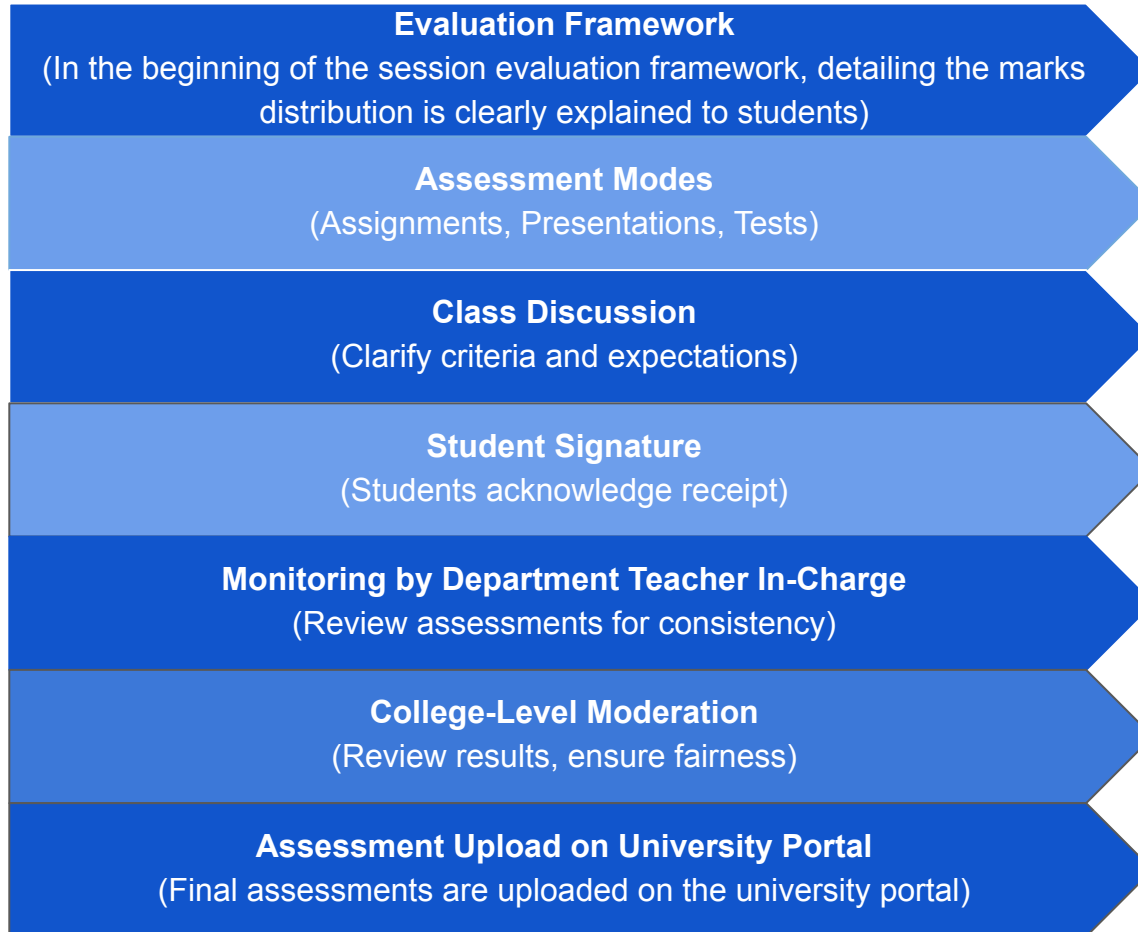 Evaluation Framework
(In the beginning of the session evaluation framework, detailing the marks
distribution is clearly explained to students)
Assessment Modes
(Assignments, Presentations, Tests)
Class Discussion
(Clarify criteria and expectations)
Student Signature
(Students acknowledge receipt)
Monitoring by Department Teacher In-Charge
(Review assessments for consistency)
College-Level Moderation
(Review results, ensure fairness)
Assessment Upload on University Portal
(Final assessments are uploaded on the university portal)